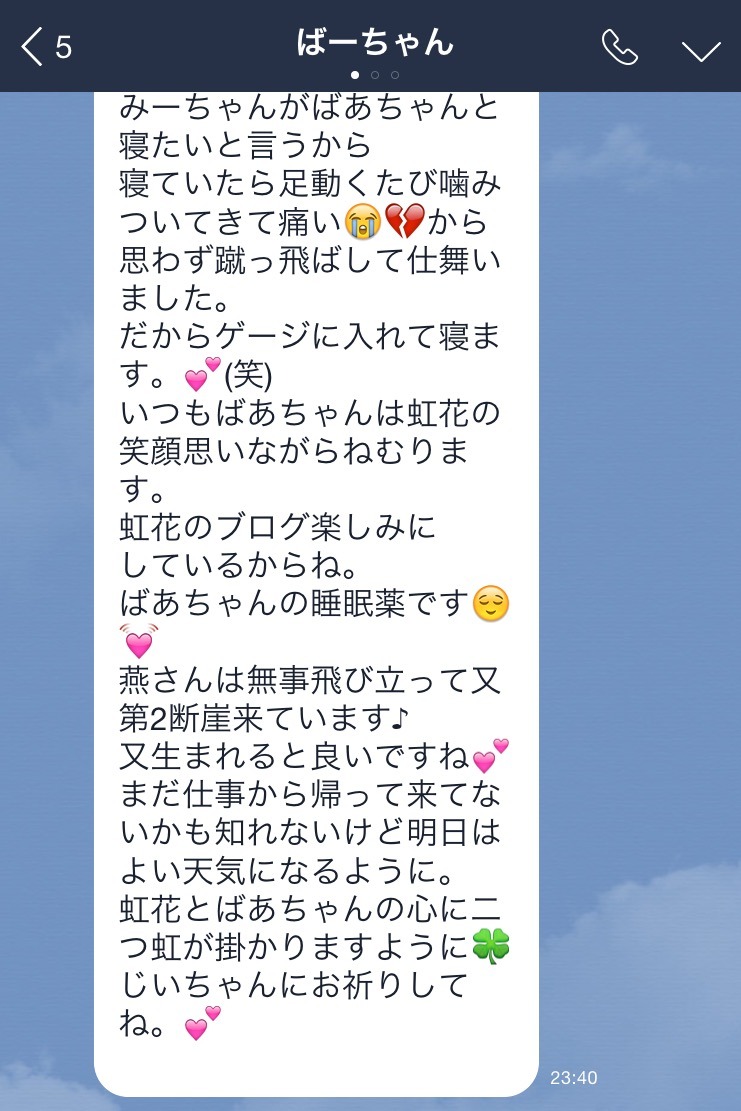 5
ばーちゃん
みーちゃんがばあちゃんと
寝たいと言うから
寝ていたら足動くたび噛み
ついてきて痛い😭💔から
思わず蹴っ飛ばして仕舞い
ました。
だからゲージに入れて寝ま
す。💕(笑)
いつもばあちゃんは虹花の
笑顔思いながらねむりま
す。
虹花のブログ楽しみに
しているからね。
ばあちゃんの睡眠薬です😌
💓
燕さんは無事飛び立って又
第2断崖来ています♪
又生まれると良いですね💕
まだ仕事から帰って来てな
いかも知れないけど明日は
よい天気になるように。
虹花とばあちゃんの心に二
つ虹が掛かりますように🍀
じいちゃんにお祈りして
ね。💕
23:40